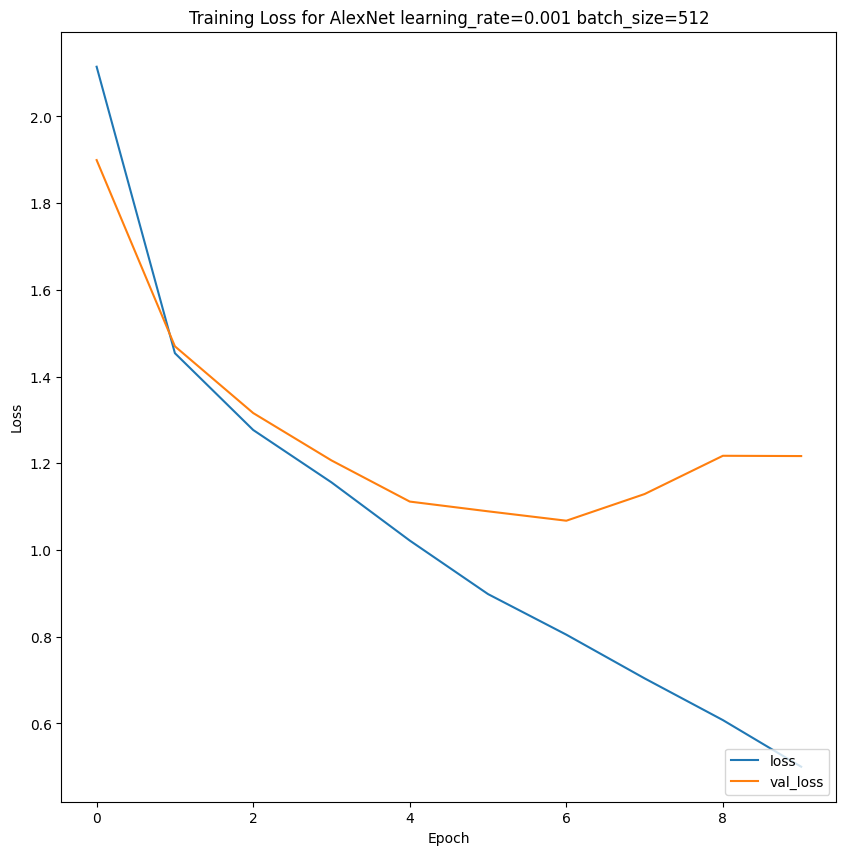 Training Loss for AlexNet learning_rate=0.001 batch_size=512
2.0
1.8
1.6
1.4
1.2
1.0
0.8
0.6
Loss
0 2 4 6 8
Epoch
loss
val_loss